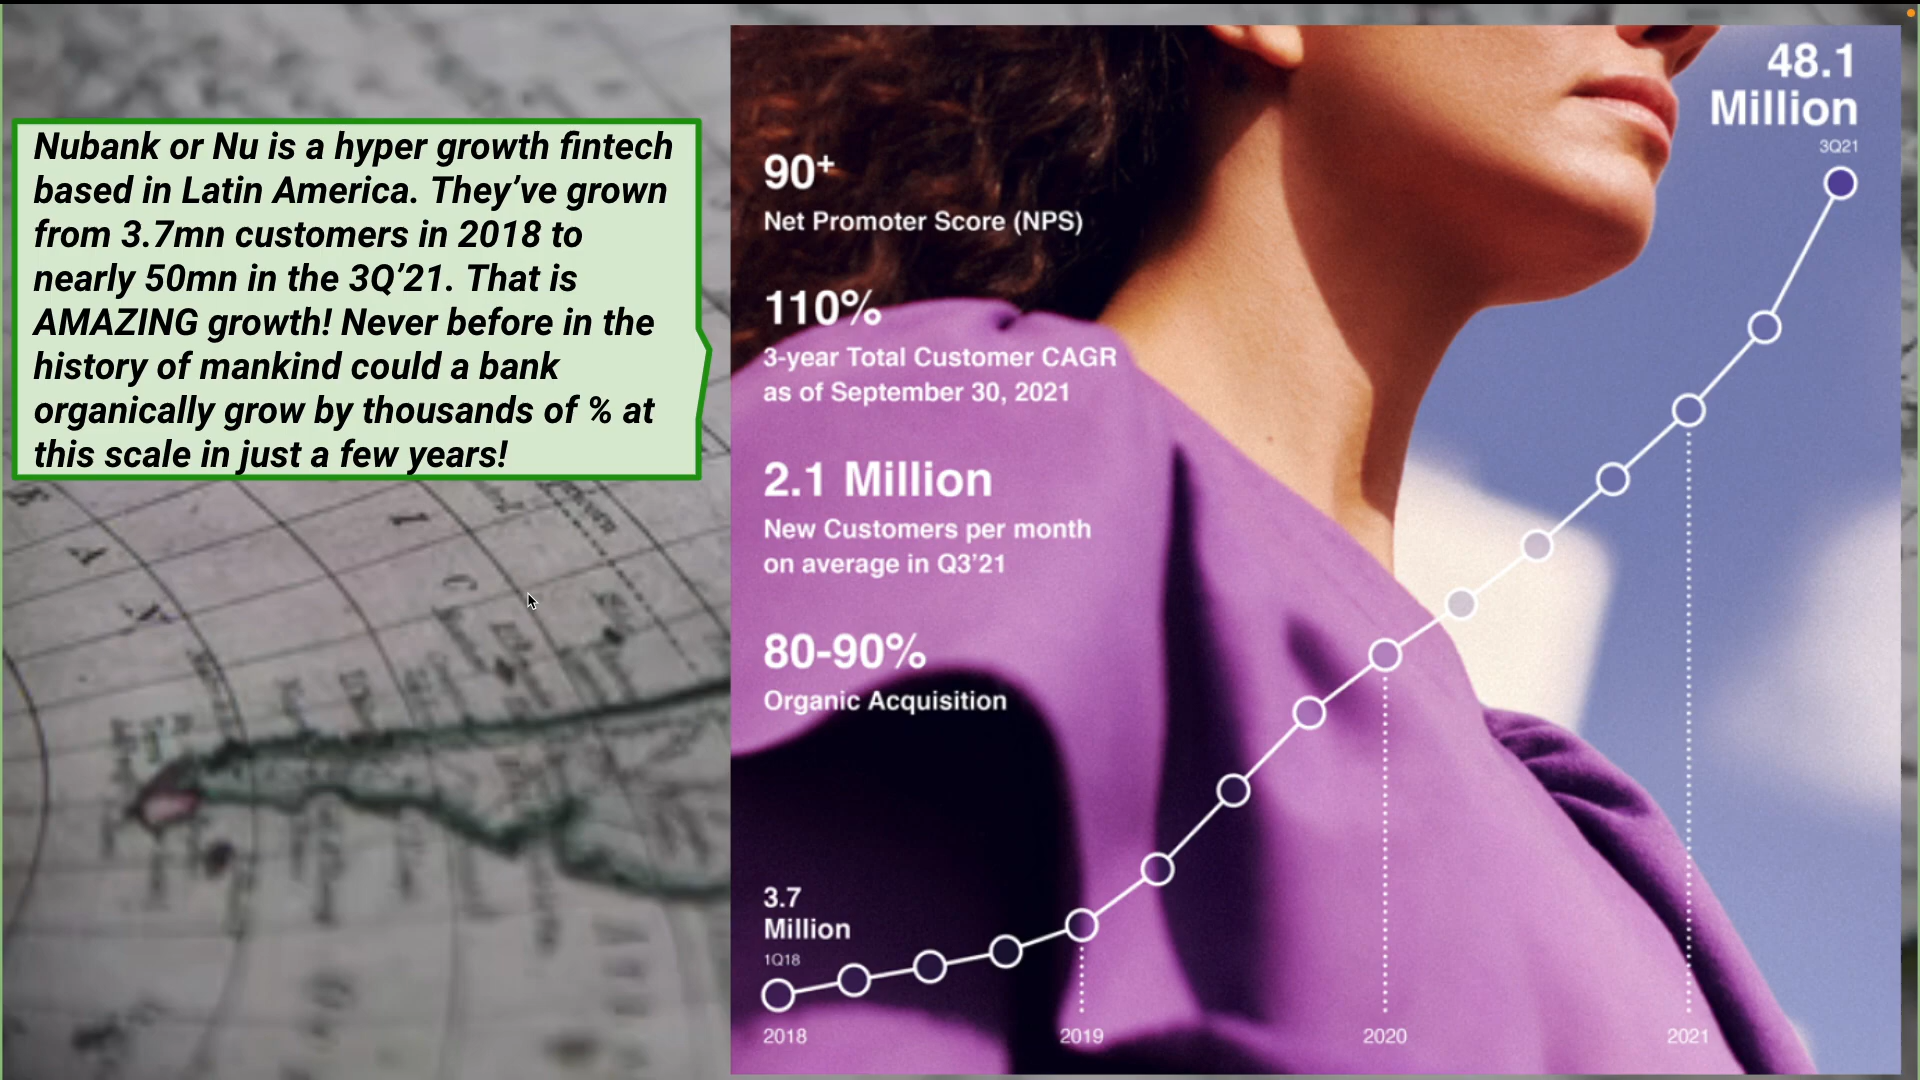 Nubank or Nu is a hyper growth fintech
based in Latin America. They’ve grown
from 3.7mn customers in 2018 to
nearly 50mn in the 3Q’21. That is
AMAZING growth! Never before in the
history of mankind could a bank
organically grow by thousands of % at
this scale in just a few years!
90+
Net Promoter Score (NPS)
110%
3-year Total Customer CAGR
as of September 30, 2021
2.1 Million
New Customers per month
on average in Q3’21
80-90%
Organic Acquisition
48.1
Million
3Q21
3.7
Million
1Q18
2018
2019
2020
2021